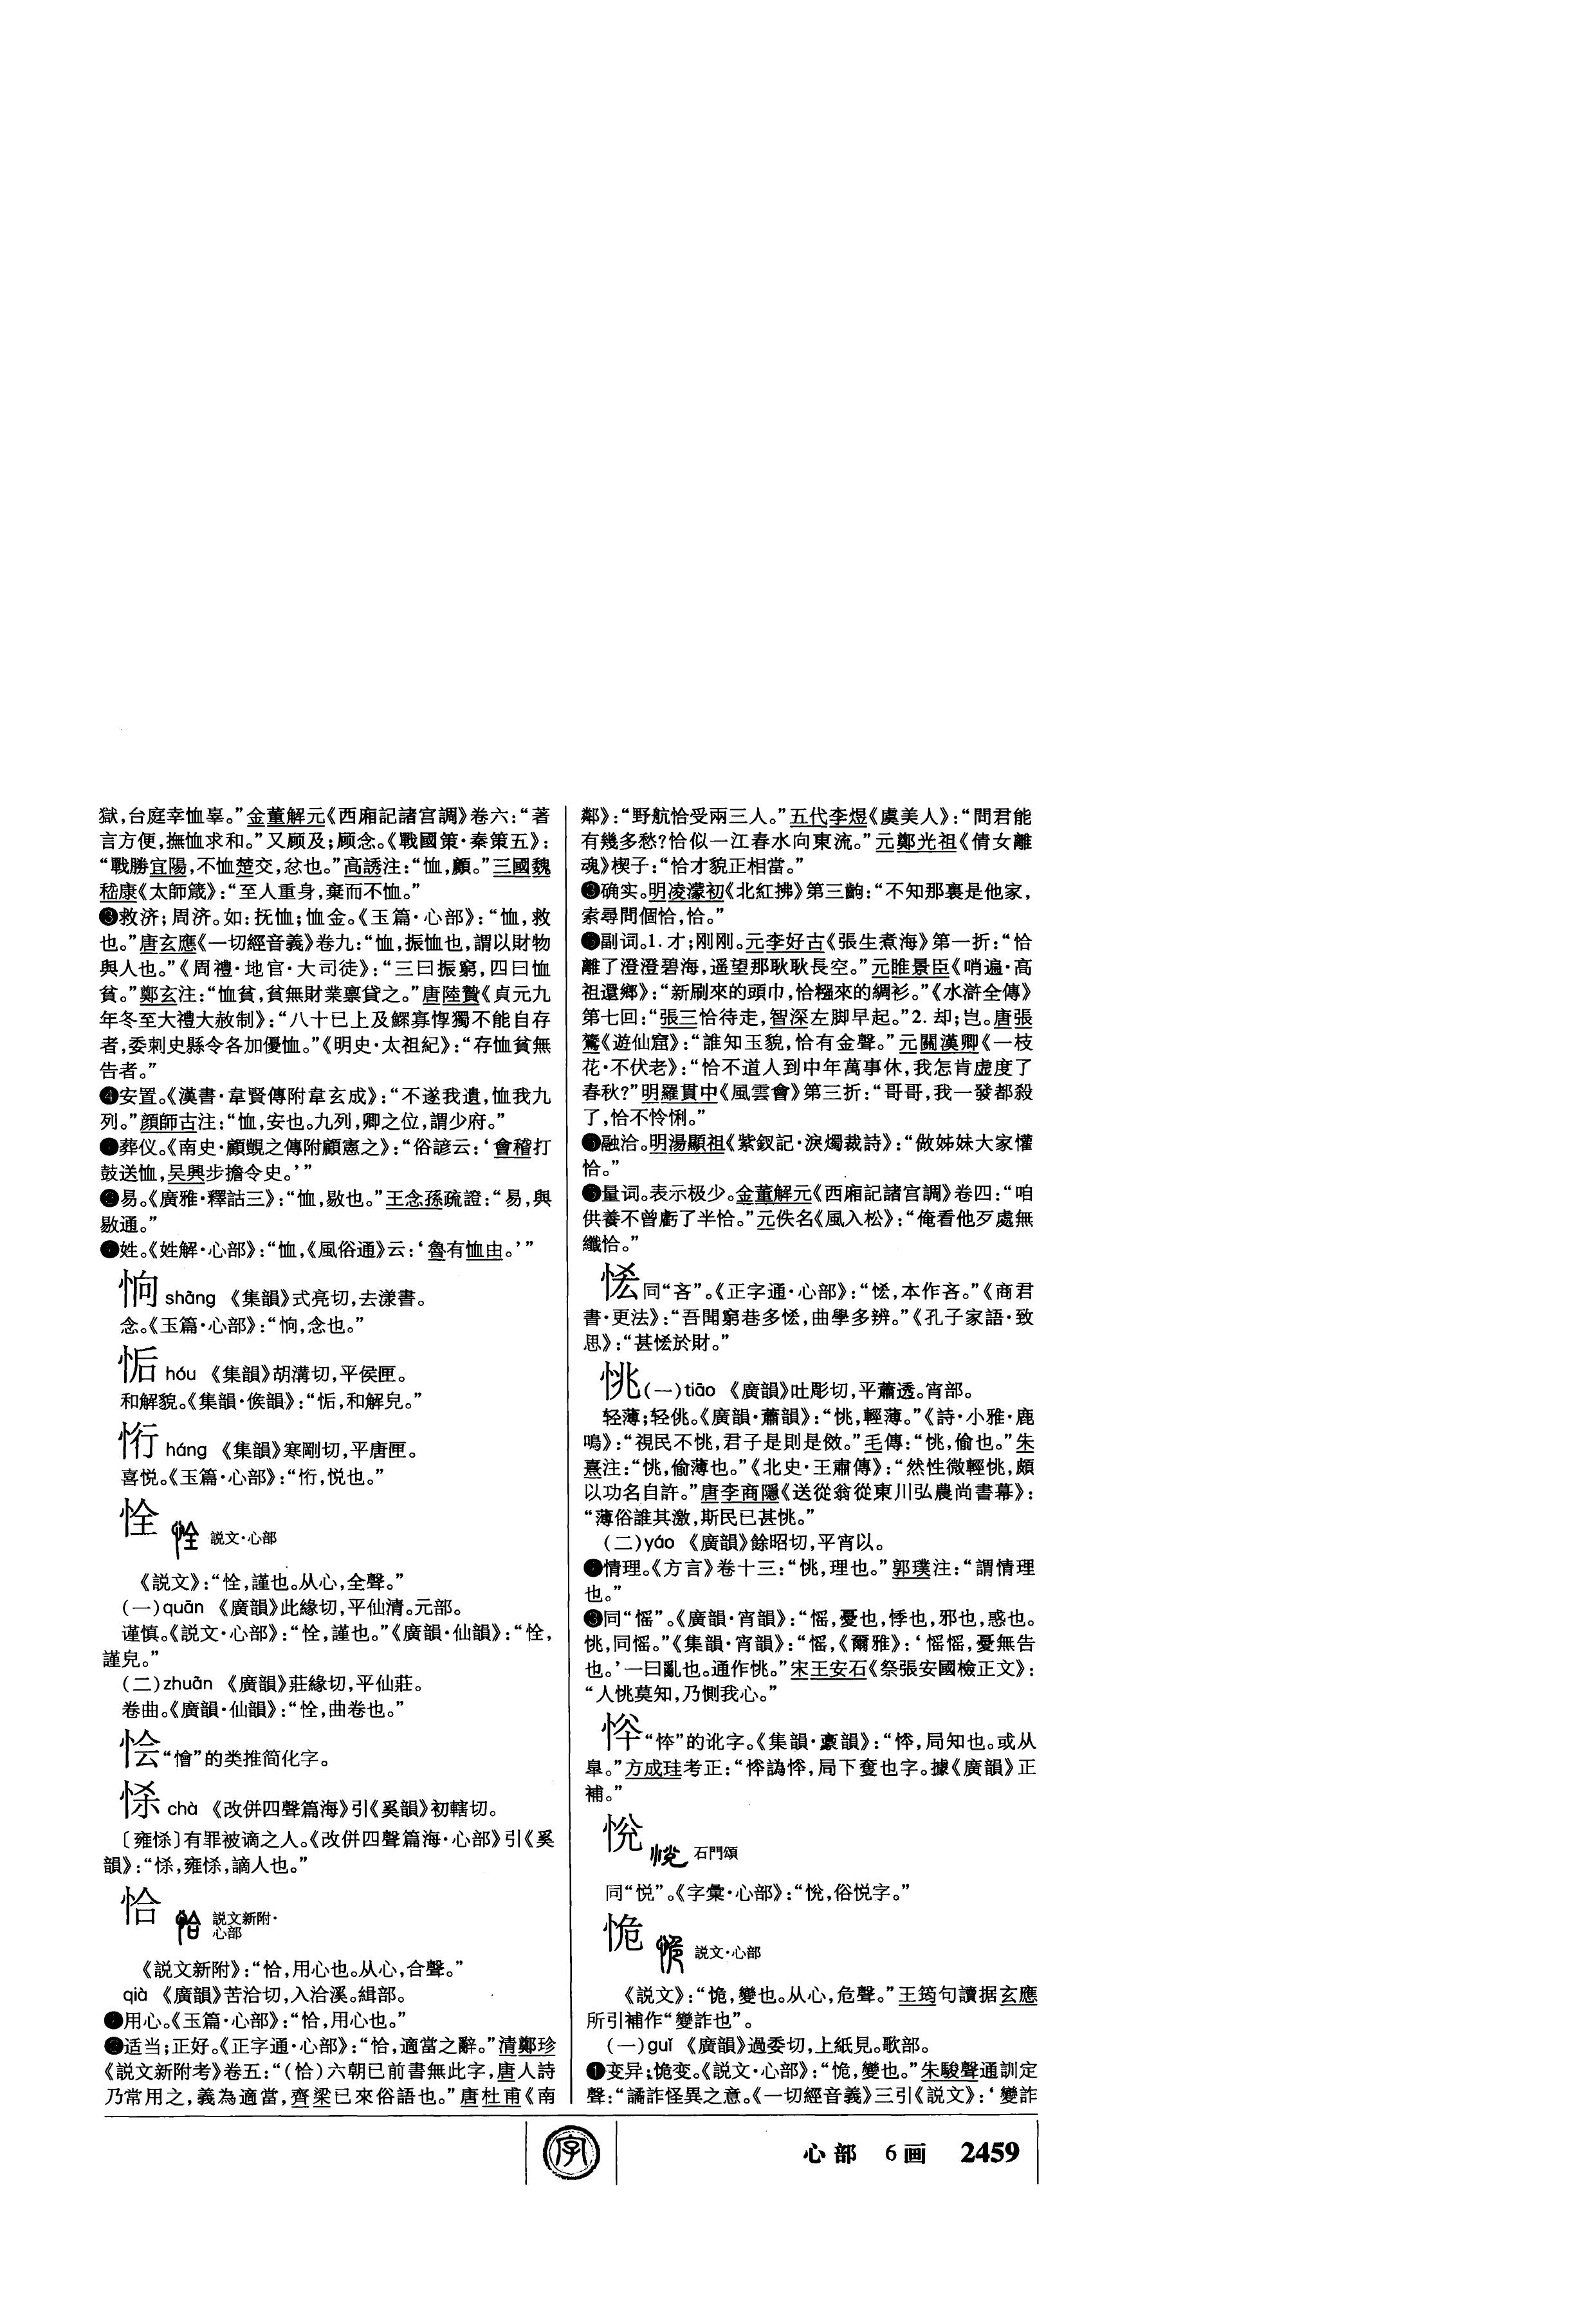 獄,台庭幸恤辜。”金董解元《西廂記諸宫調》卷六:“著
言方便,撫恤求和。”又顾及;顾念。《戰國策·秦策五》:
“戰勝宜陽,不恤楚交,忿也。”高誘注:“恤,顧。”三國魏
嵇康《太師箴》:“至人重身,棄而不恤。”
❸救济;周济。如:抚恤;恤金。《玉篇·心部》:“恤,救
也。”唐玄應《一切經音義》卷九:“恤,振恤也,謂以財物
與人也。”《周禮·地官·大司徒》:“三曰振窮,四曰恤
貧。”鄭玄注:“恤貧,貧無財業禀貸之。”唐陸贄《貞元九
年冬至大禮大赦制》:“八十已上及鰥寡惸獨不能自存
者,委刺史縣令各加優恤。”《明史·太祖紀》:“存恤貧無
告者。”
❹安置。《漢書·韋賢傳附韋玄成》:“不遂我遺,恤我九
列。”顔師古注:“恤,安也。九列,卿之位,謂少府。”
葬仪。《南史·顧覬之傳附顧憲之》:“俗諺云:‘會稽打
鼓送恤,吴興步擔令史。’”
易。《廣雅·釋詁三》:“恤,敡也。”王念孫疏證:“易,與
敡通。”
姓。《姓解·心部》:“恤,《風俗通》云:‘魯有恤由。’”
恦 shàng 《集韻》式亮切,去漾書。
念。《玉篇·心部》:“恦,念也。”
㤧 hóu 《集韻》胡溝切,平侯匣。
和解貌。《集韻·侯韻》:“㤧,和解皃。”
㤚 háng 《集韻》寒剛切,平唐匣。
喜悦。《玉篇·心部》:“㤚,悦也。”
恮 説文·心部
《説文》:“恮,謹也。从心,全聲。”
(一)quān 《廣韻》此緣切,平仙清。元部。
谨慎。《説文·心部》:“恮,謹也。”《廣韻·仙韻》:“恮,
謹皃。”
(二)zhuān 《廣韻》莊緣切,平仙莊。
卷曲。《廣韻·仙韻》:“恮,曲卷也。”
“懀”的类推简化字。
chà 《改併四聲篇海》引《奚韻》初轄切。
有罪被谪之人。《改併四聲篇海·心部》引《奚
韻》:
恰 説文新附·
心部
《説文新附》:“恰,用心也。从心,合聲。”
qià 《廣韻》苦洽切,入洽溪。緝部。
用心。《玉篇·心部》:“恰,用心也。”
❷适当;正好。《正字通·心部》:“恰,適當之辭。”清鄭珍
《説文新附考》卷五:“(恰)六朝已前書無此字,唐人詩
乃常用之,義為適當,齊梁已來俗語也。”唐杜甫《南
鄰》:“野航恰受兩三人。”五代李煜《虞美人》:“問君能
有幾多愁?恰似一江春水向東流。”元鄭光祖《倩女離
魂》楔子:“恰才貌正相當。”
❸确实。明凌濛初《北紅拂》第三齣:“不知那裏是他家,
素尋問個恰,恰。”
副词。1. 才;刚刚。元李好古《張生煮海》第一折:“恰
離了澄澄碧海,遥望那耿耿長空。”元睢景臣《哨遍·高
祖還鄉》:“新刷來的頭巾,恰糨來的綢衫。”《水滸全傳》
第七回:“張三恰待走,智深左脚早起。”2. 却;岂。唐張
鷟《遊仙窟》:“誰知玉貌,恰有金聲。”元關漢卿《一枝
花·不伏老》:“恰不道人到中年萬事休,我怎肯虚度了
春秋?”明羅貫中《風雲會》第三折:“哥哥,我一發都殺
了,恰不怜悧。”
融洽。明湯顯祖《紫釵記·淚燭裁詩》:“做姊妹大家懽
恰。”
量词。表示极少。金董解元《西廂記諸宫調》卷四:“咱
供養不曾虧了半恰。”元佚名《風入松》:“俺看他歹處無
纖恰。”
恡 同“吝”。《正字通·心部》:“恡,本作吝。”《商君
書·更法》:“吾聞窮巷多恡,曲學多辨。”《孔子家語·致
思》:“甚恡於財。”
恌 (一)tiāo 《廣韻》吐彫切,平蕭透。宵部。
轻薄;轻佻。《廣韻·蕭韻》:“恌,輕薄。”《詩·小雅·鹿
鳴》:“視民不恌,君子是則是傚。”毛傳:“恌,偷也。”朱
熹注:“恌,偷薄也。”《北史·王肅傳》:“然性微輕恌,頗
以功名自許。”唐李商隱《送從翁從東川弘農尚書幕》:
“薄俗誰其激,斯民已甚恌。”
(二)yáo 《廣韻》餘昭切,平宵以。
情理。《方言》卷十三:“恌,理也。”郭璞注:“謂情理
也。”
同“愮”。《廣韻·宵韻》:“愮,憂也,悸也,邪也,惑也。
恌,同愮。”《集韻·宵韻》:“愮,《爾雅》:‘愮愮,憂無告
也。’一曰亂也。通作恌。”宋王安石《祭張安國檢正文》:
“人恌莫知,乃惻我心。”
的讹字。《集韻·豪韻》:局知也。或从
臯。”方成珪考正:局下奞也字。據《廣韻》正
補。”
石門頌
同“悦”。《字彙·心部》:俗悦字。”
恑 説文·心部
《説文》:“恑,變也。从心,危聲。”王筠句讀据玄應
所引補作“變詐也”。
(一)guǐ 《廣韻》過委切,上紙見。歌部。
❶变异;诡变。《説文·心部》:“恑,變也。”朱駿聲通訓定
聲:“譎詐怪異之意。《一切經音義》三引《説文》:‘變詐
字
心部 6画 2459